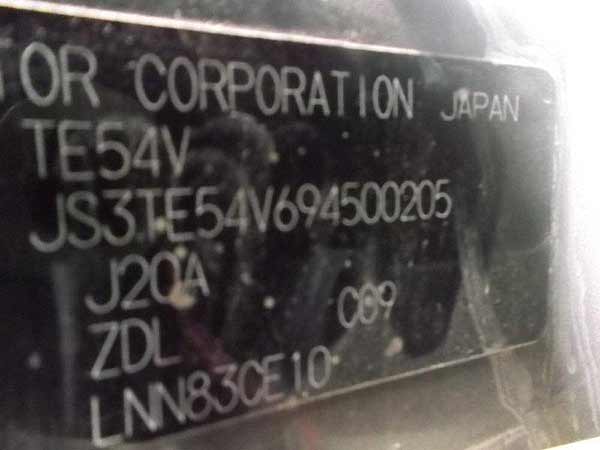 TOR CORPORATION JAPAN
TE54V
JS3TE54V694500205
J20A
ZDL C09
LNN83CE10